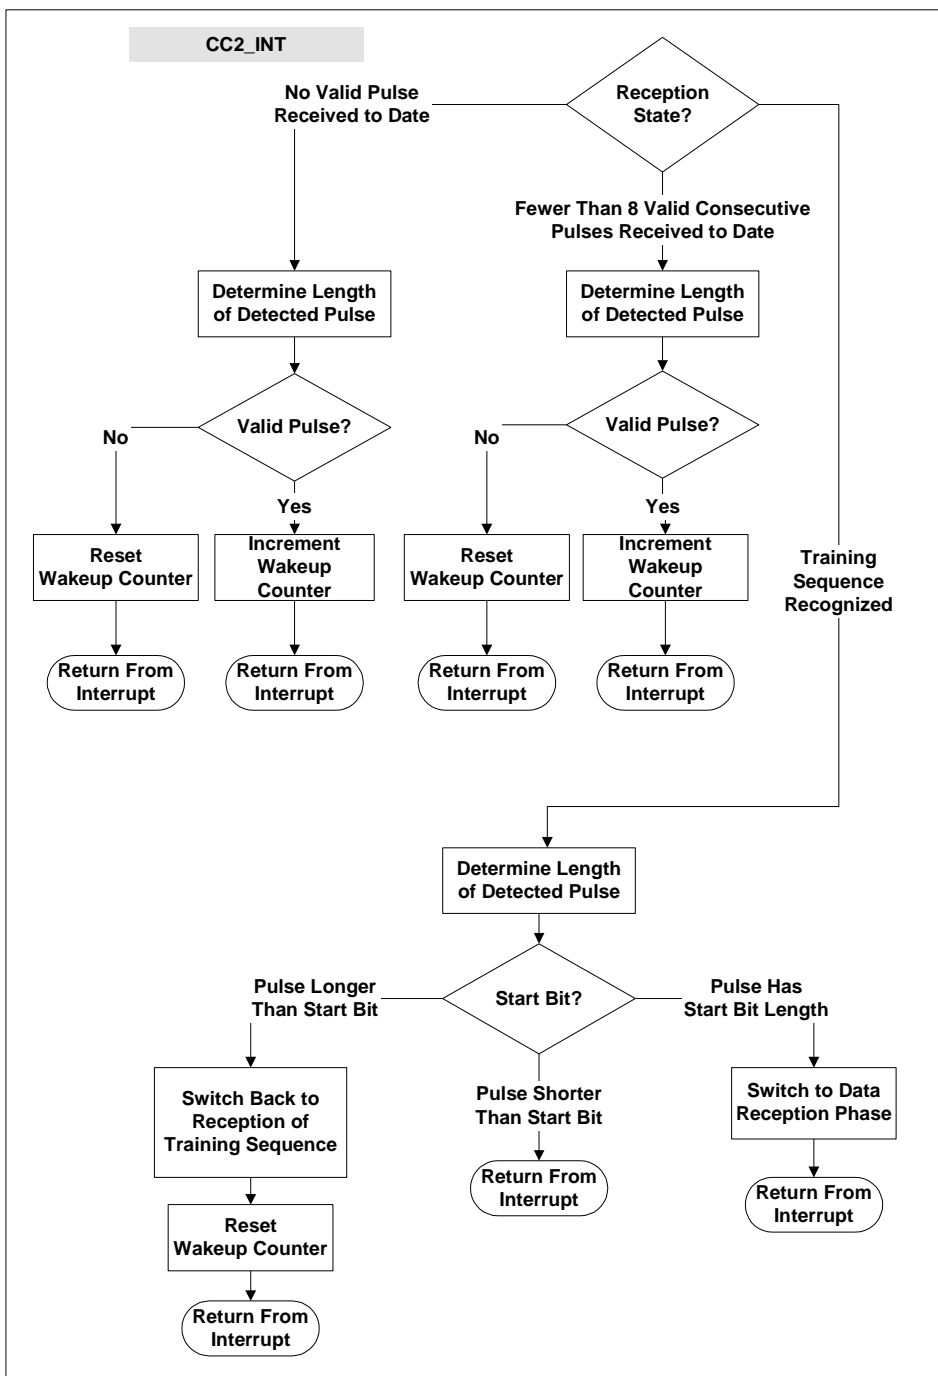 CC2_INT
Reception
State?
No Valid Pulse
Received to Date
Fewer Than 8 Valid Consecutive
Pulses Received to Date
Determine Length
of Detected Pulse
Determine Length
of Detected Pulse
Valid Pulse?
Valid Pulse?
No
Yes
No
Yes
Reset
Wakeup Counter
Increment
Wakeup
Counter
Reset
Wakeup Counter
Increment
Wakeup
Counter
Training
Sequence
Recognized
Return From
Interrupt
Return From
Interrupt
Return From
Interrupt
Return From
Interrupt
Determine Length
of Detected Pulse
Start Bit?
Pulse Longer
Than Start Bit
Pulse Has
Start Bit Length
Pulse Shorter
Than Start Bit
Switch Back to
Reception of
Training Sequence
Switch to Data
Reception Phase
Return From
Interrupt
Return From
Interrupt
Reset
Wakeup Counter
Return From
Interrupt